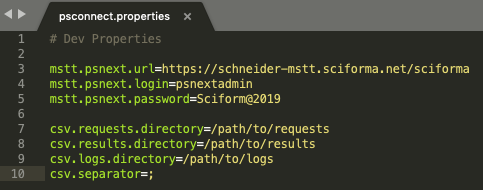 psconnect.properties ×
1 # Dev Properties
2
3 mstt.psnext.url=https://schneider-mstt.sciforma.net/sciforma
4 mstt.psnext.login=psnextadmin
5 mstt.psnext.password=Sciform@2019
6
7 csv.requests.directory=/path/to/requests
8 csv.results.directory=/path/to/results
9 csv.logs.directory=/path/to/logs
10 csv.separator=;